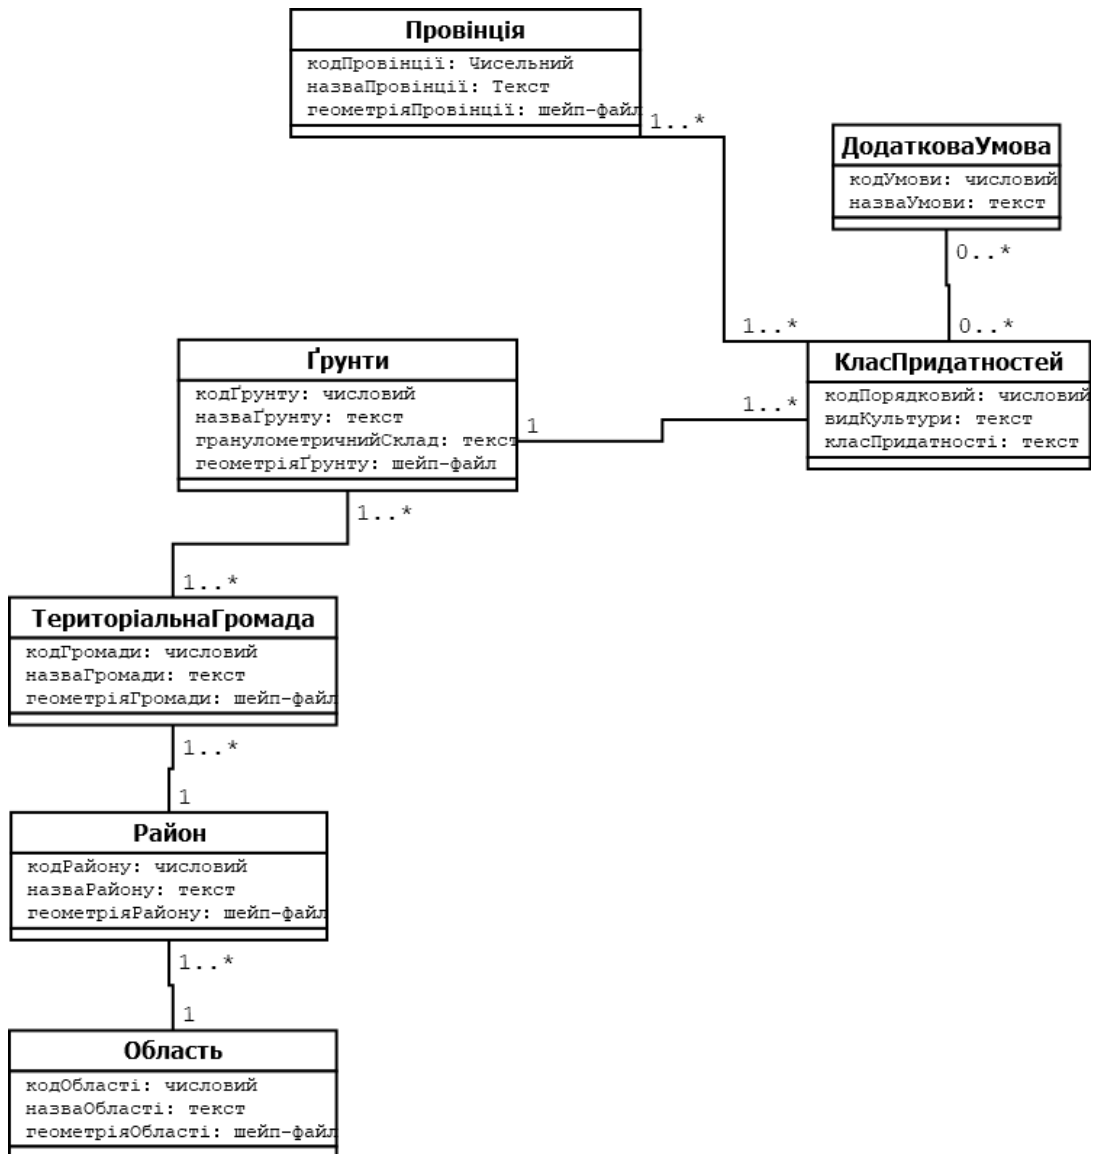 Провінція
кодПровінції: Чисельний
назваПровінції: Текст
геометріяПровінції: шейп-файл
1..*
ДодатковаУмова
кодУмови: числовий
назваУмови: текст
0..*
1..*
0..*
Ґрунти
кодҐрунту: числовий
назваҐрунту: текст
гранулометричнийСклад: текст
геометріяҐрунту: шейп-файл
1
1..*
КласПридатностей
кодПорядковий: числовий
видКультури: текст
класПридатності: текст
1..*
1..*
ТериторіальнаГромада
кодГромади: числовий
назваГромади: текст
геометріяГромади: шейп-файл
1..*
1
Район
кодРайону: числовий
назваРайону: текст
геометріяРайону: шейп-файл
1..*
1
Область
кодОбласті: числовий
назваОбласті: текст
геометріяОбласті: шейп-файл